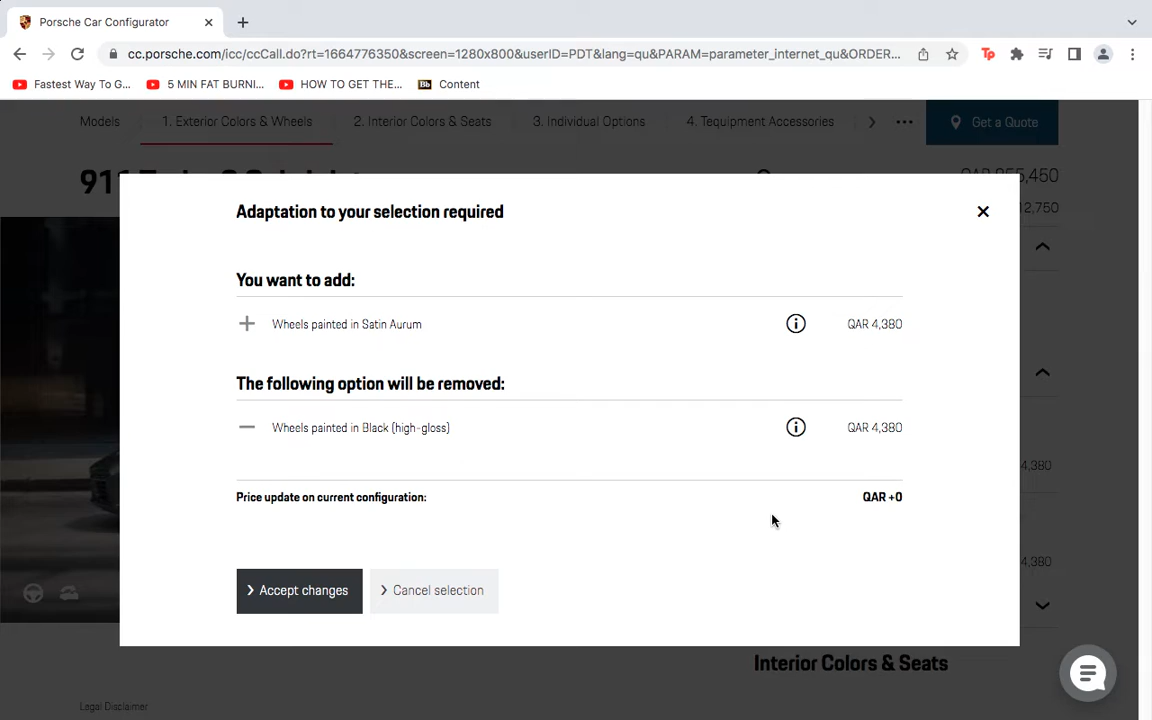 Porsche Car Configurator
cc.porsche.com/icc/ccCall.do?rt=1664776350&screen=1280x800&userID=PDT&lang=qu&PARAM=parameter_internet_qu&ORDER...
Fastest Way To G...
5 MIN FAT BURNI...
HOW TO GET THE...
Bb Content
Models
1. Exterior Colors & Wheels
2. Interior Colors & Seats
3. Individual Options
4. Tequipment Accessories
Get a Quote
Adaptation to your selection required
You want to add:
Wheels painted in Satin Aurum
QAR 4,380
The following option will be removed:
Wheels painted in Black (high-gloss)
QAR 4,380
Price update on current configuration:
QAR +0
Accept changes
Cancel selection
4,380
4,380
Interior Colors & Seats
Legal Disclaimer